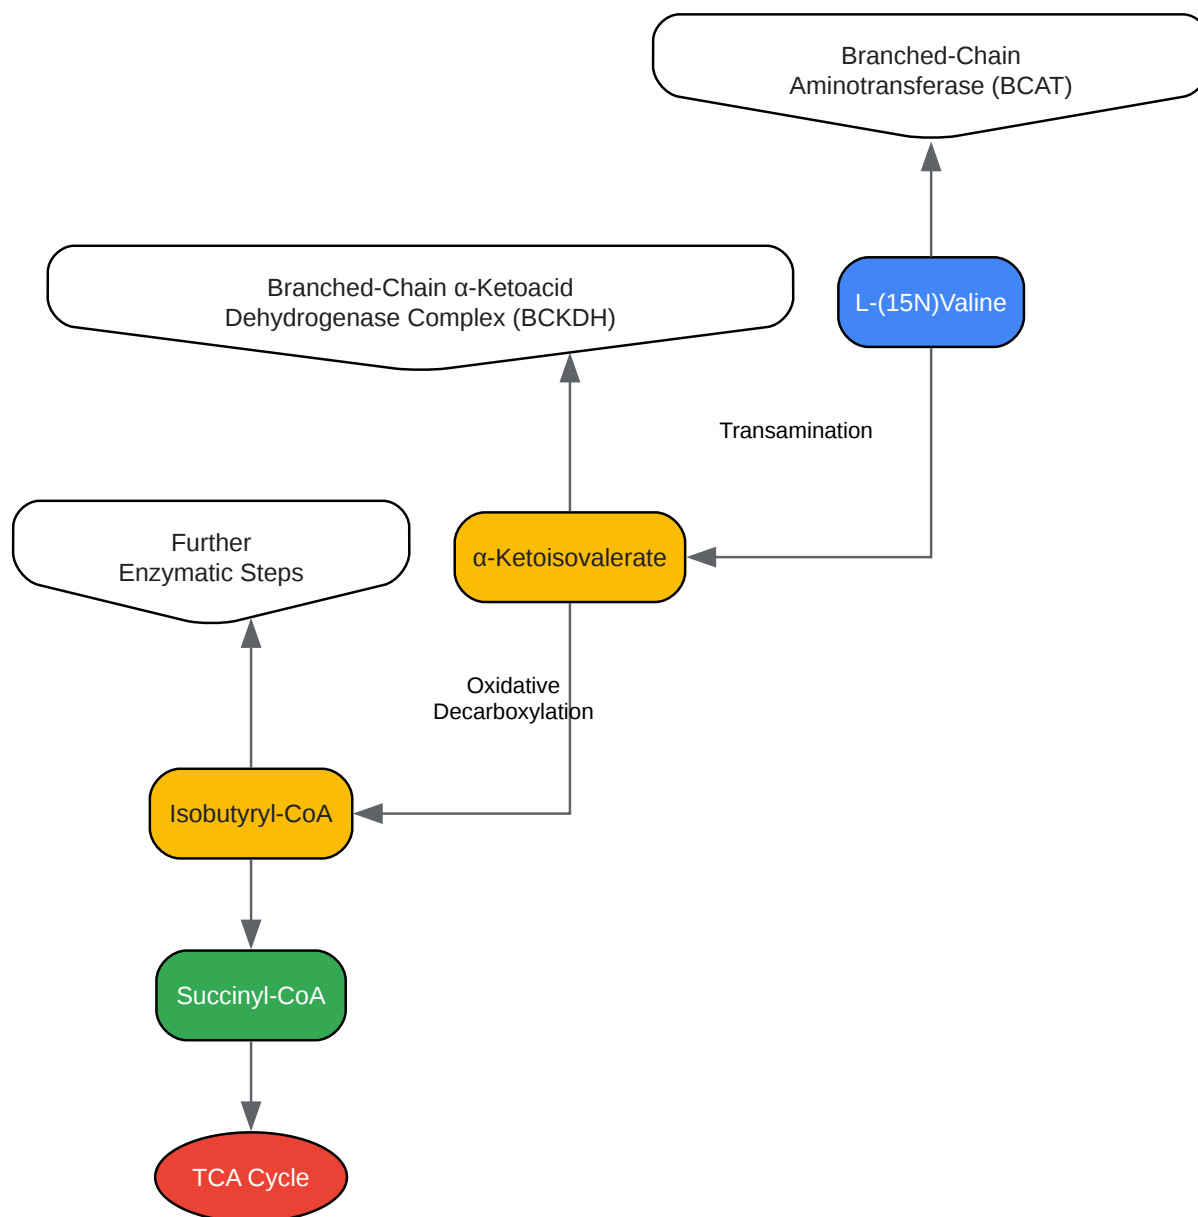 Branched-Chain
Aminotransferase (BCAT)
Branched-Chain α-Ketoacid
Dehydrogenase Complex (BCKDH)
L-(15N)Valine
Transamination
Further
Enzymatic Steps
α-Ketoisovalerate
Oxidative
Decarboxylation
Isobutyryl-CoA
Succinyl-CoA
TCA Cycle